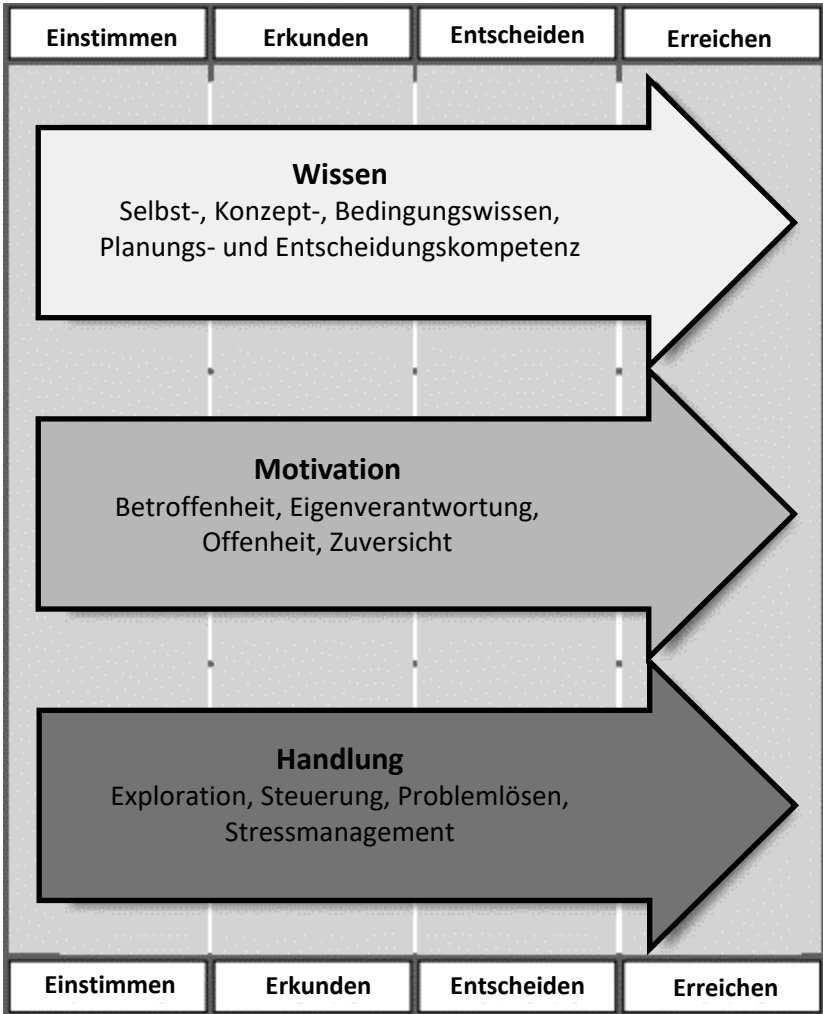 Einstimmen Erkunden Entscheiden Erreichen
Wissen
Selbst-, Konzept-, Bedingungswissen,
Planungs- und Entscheidungskompetenz
Motivation
Betroffenheit, Eigenverantwortung,
Offenheit, Zuversicht
Handlung
Exploration, Steuerung, Problemlösen,
Stressmanagement
Einstimmen Erkunden Entscheiden Erreichen